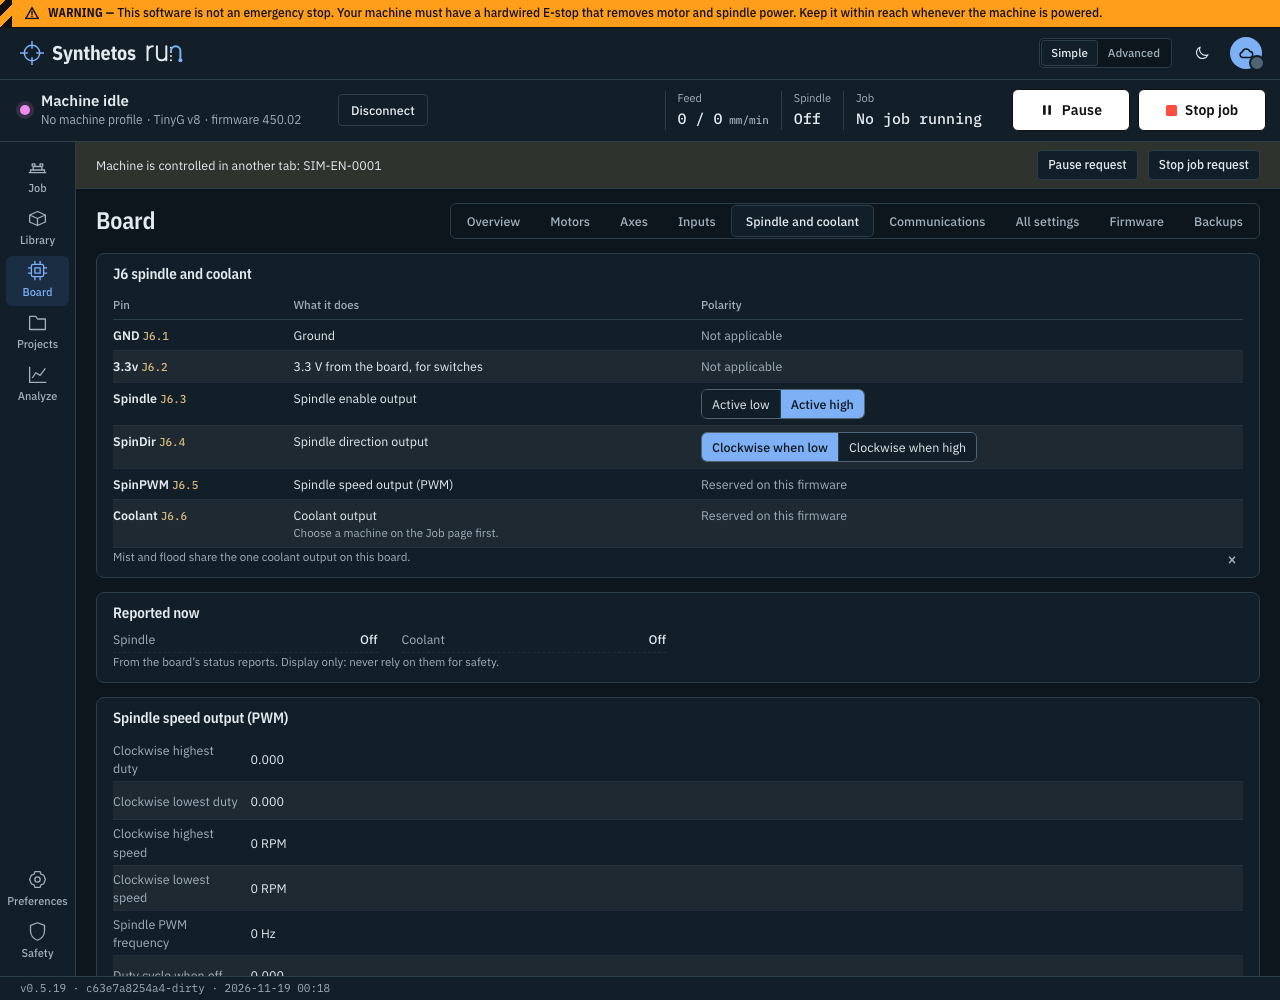 WARNING — This software is not an emergency stop. Your machine must have a hardwired E-stop that removes motor and spindle power. Keep it within reach whenever the machine is powered.
Synthetos run
Simple
Advanced
Machine idle
No machine profile · TinyG v8 · firmware 450.02
Disconnect
Feed
0 / 0 mm/min
Spindle
Off
Job
No job running
Pause
Stop job
Job
Library
Board
Projects
Analyze
Preferences
Safety
Machine is controlled in another tab: SIM-EN-0001
Pause request
Stop job request
Board
Overview
Motors
Axes
Inputs
Spindle and coolant
Communications
All settings
Firmware
Backups
J6 spindle and coolant
Pin
What it does
Polarity
GND J6.1
Ground
Not applicable
3.3v J6.2
3.3 V from the board, for switches
Not applicable
Spindle J6.3
Spindle enable output
Active low
Active high
SpinDir J6.4
Spindle direction output
Clockwise when low
Clockwise when high
SpinPWM J6.5
Spindle speed output (PWM)
Reserved on this firmware
Coolant J6.6
Coolant output
Choose a machine on the Job page first.
Reserved on this firmware
Mist and flood share the one coolant output on this board.
×
Reported now
Spindle
Off
Coolant
Off
From the board's status reports. Display only: never rely on them for safety.
Spindle speed output (PWM)
Clockwise highest
duty
0.000
Clockwise lowest duty
0.000
Clockwise highest
speed
0 RPM
Clockwise lowest
speed
0 RPM
Spindle PWM
frequency
0 Hz
Duty cycle when off
0.000
v0.5.19 · c63e7a8254a4-dirty · 2026-11-19 00:18